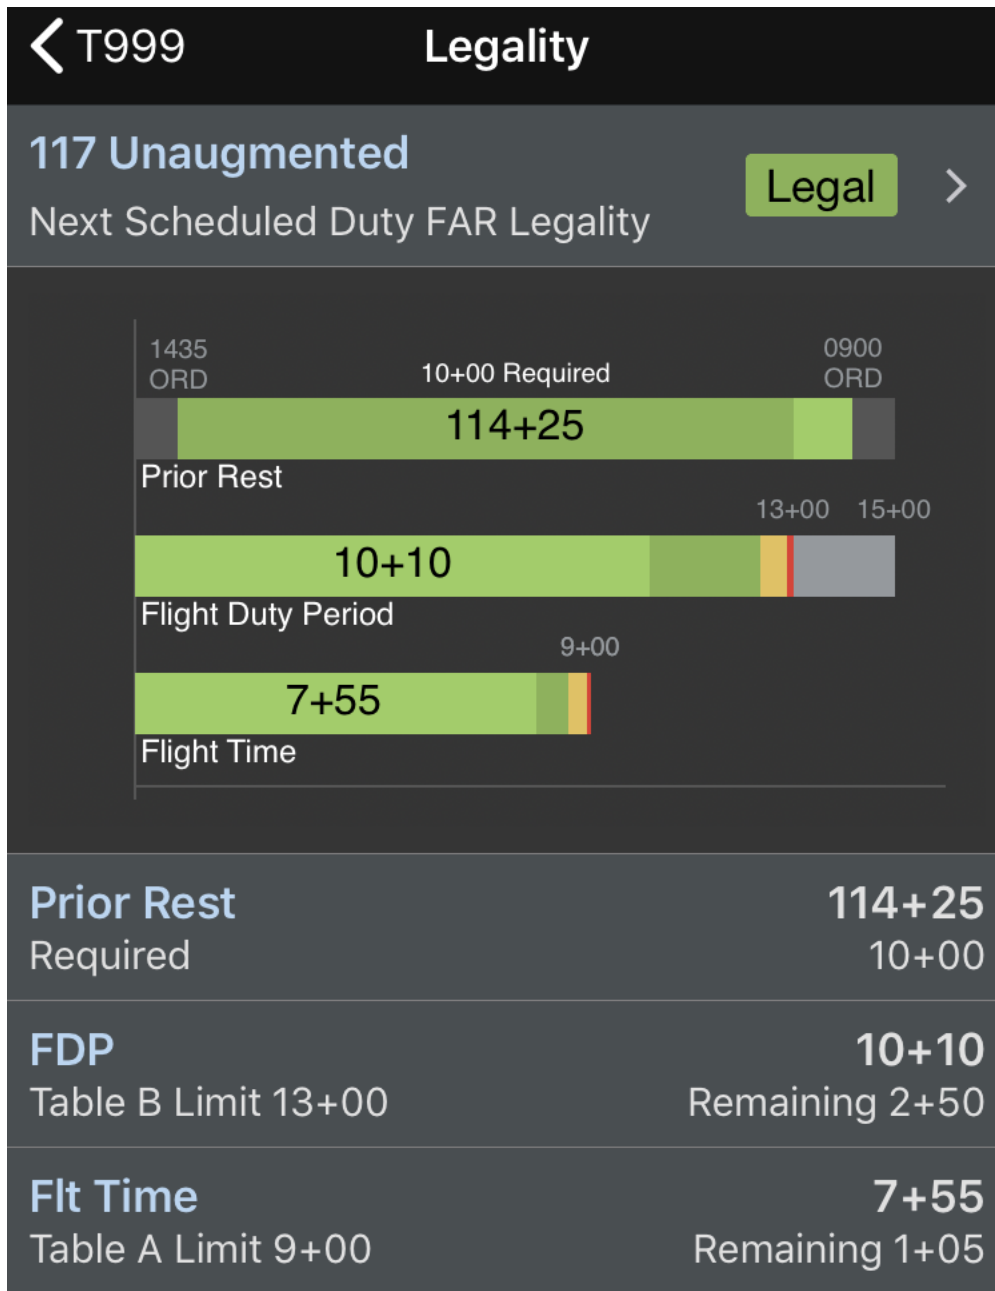 T999
Legality
117 Unaugmented
Legal
Next Scheduled Duty FAR Legality
1435
ORD
10+00 Required
0900
ORD
114+25
Prior Rest
13+00
15+00
10+10
Flight Duty Period
9+00
7+55
Flight Time
Prior Rest
114+25
Required
10+00
FDP
10+10
Table B Limit 13+00
Remaining 2+50
Flt Time
7+55
Table A Limit 9+00
Remaining 1+05